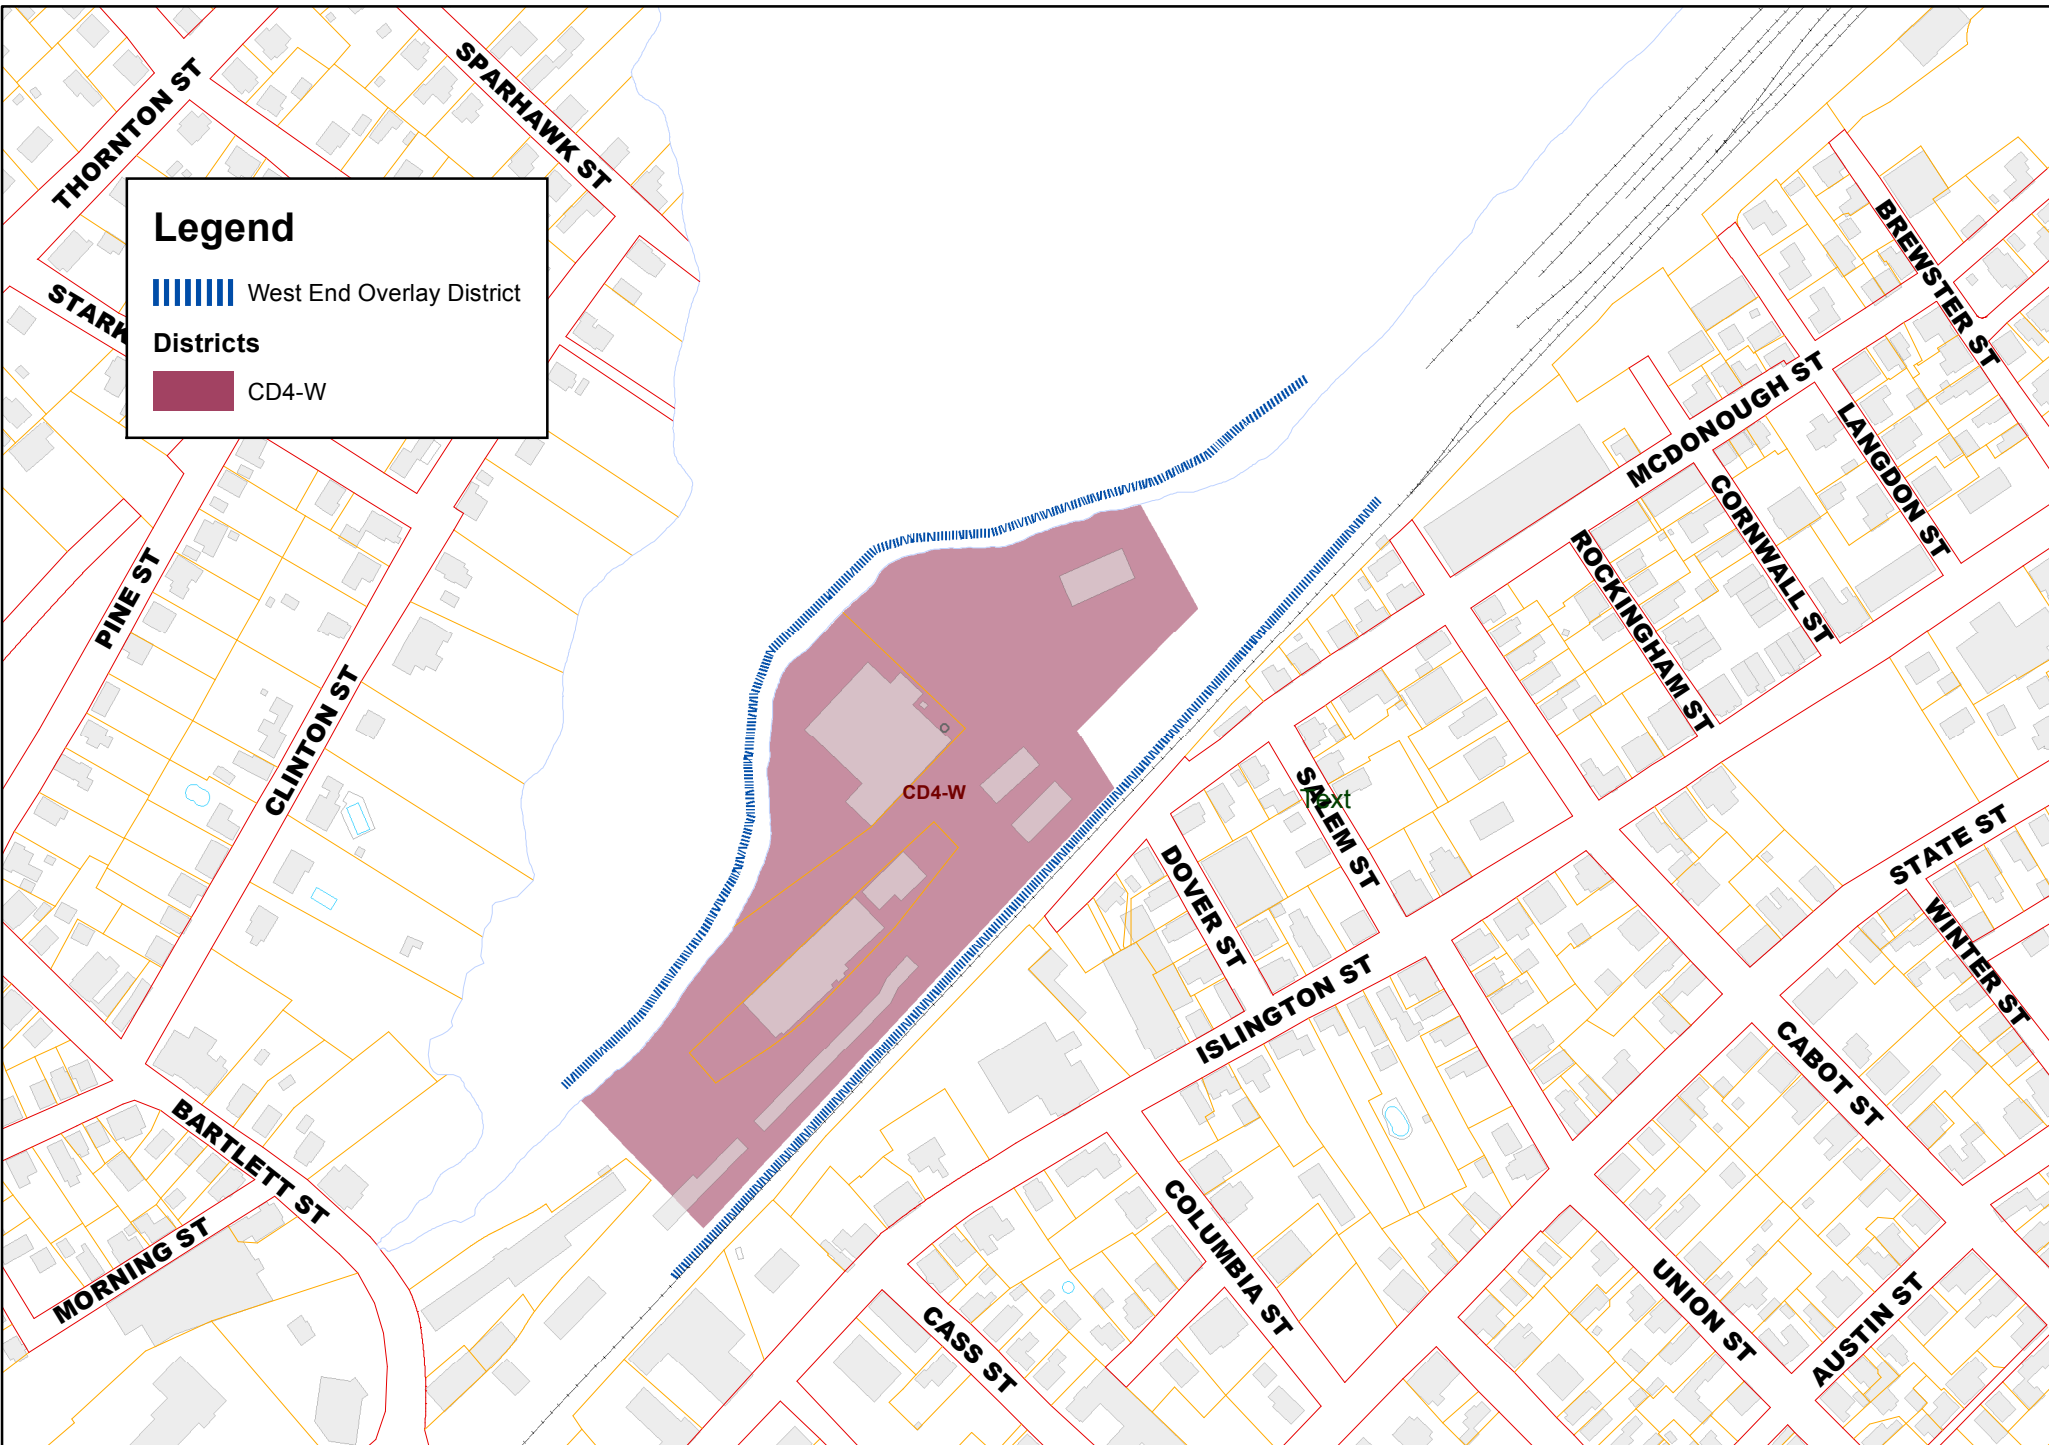 SPARHAWK ST
THORNTON ST
Legend
West End Overlay District
Districts
CD4-W
STARK
BREWSTER ST
MCDONOUGH ST
LANGDON ST
CORNWALL ST
ROCKINGHAM ST
PINE ST
CLINTON ST
CD4-W
SALEM ST
Text
DOVER ST
STATE ST
WINTER ST
ISLINGTON ST
CABOT ST
BARTLETT ST
MORNING ST
COLUMBIA ST
CASS ST
UNION ST
AUSTIN ST